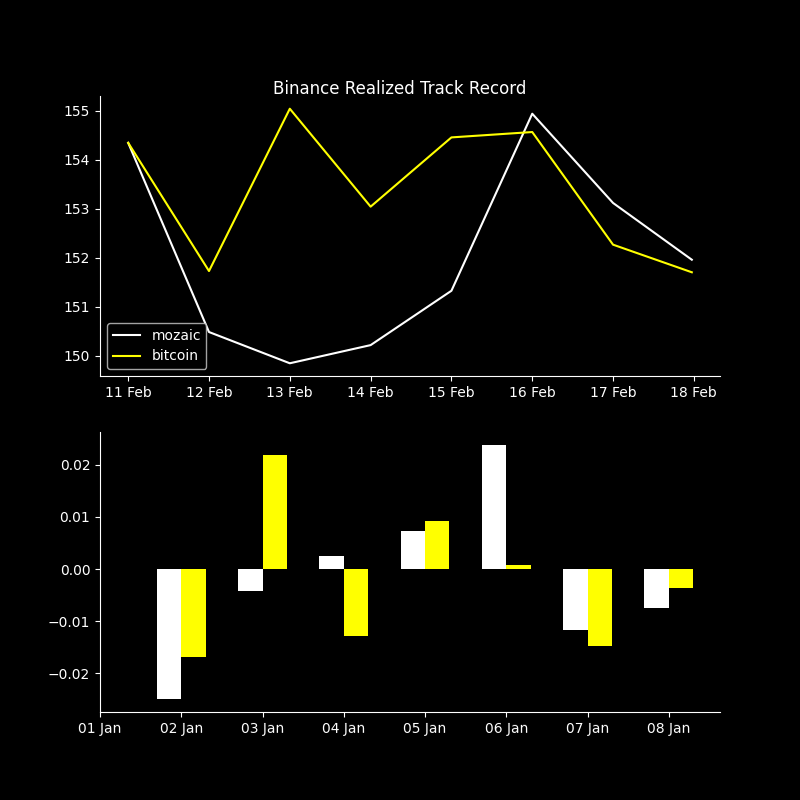 Binance Realized Track Record
155
154
153
152
151
150
mozaic
bitcoin
11 Feb 12 Feb 13 Feb 14 Feb 15 Feb 16 Feb 17 Feb 18 Feb
0.02
0.01
0.00
−0.01
−0.02
01 Jan 02 Jan 03 Jan 04 Jan 05 Jan 06 Jan 07 Jan 08 Jan